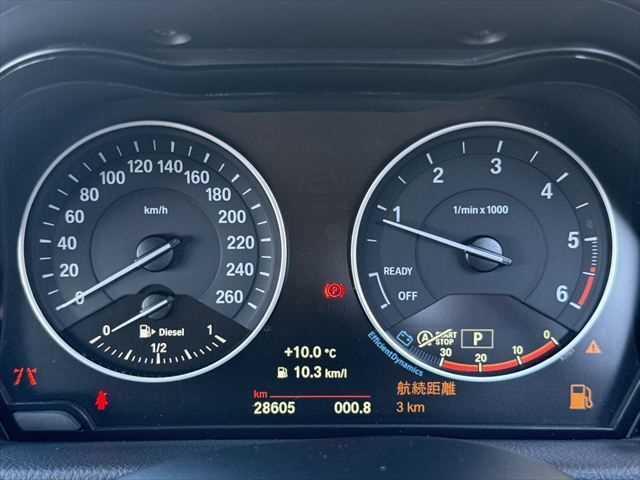 0 20 40 60 80 100 120 140 160 180 200 220 240 260
km/h
0 1/2 1
Diesel
1 2 3 4 5 6
1/min x 1000
READY
OFF
EfficientDynamics
A START
STOP
P
30 20 10 0
P
+10.0 °C
10.3 km/l
km
28605 000.8
航続距離
3 km